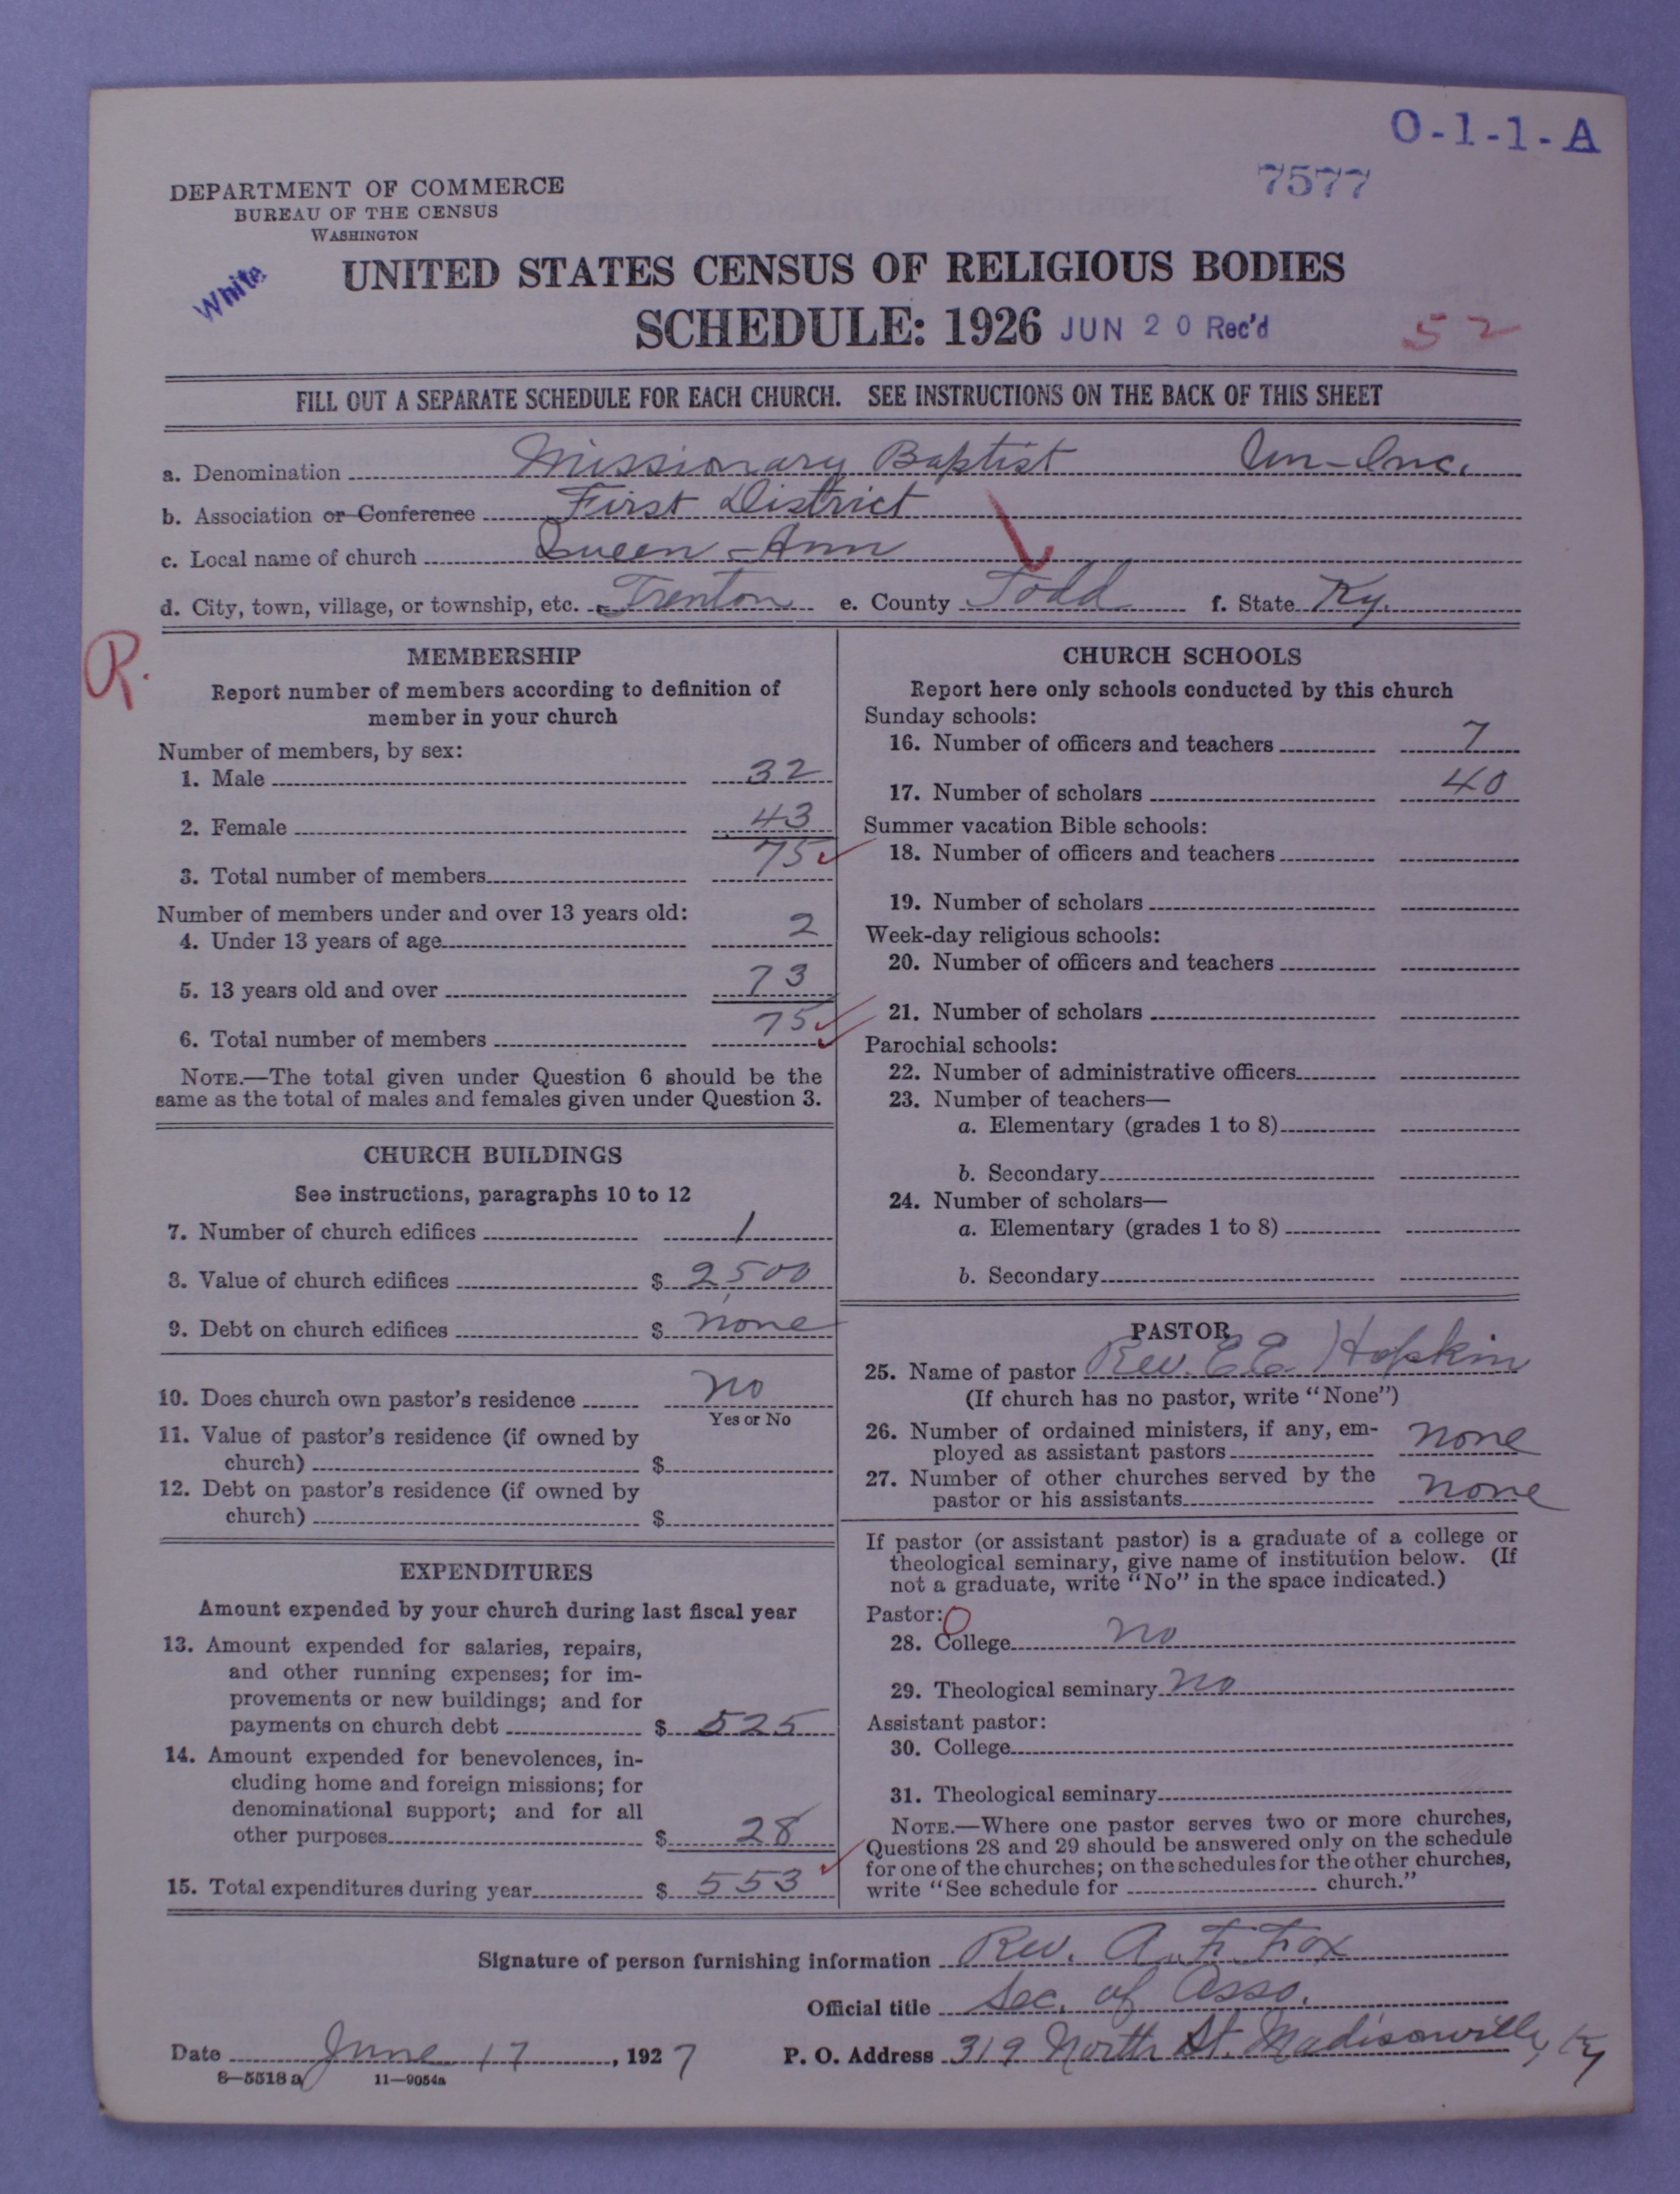 O-1-1-A
7577
DEPARTMENT OF COMMERCE
BUREAU OF THE CENSUS
WASHINGTON
White
UNITED STATES CENSUS OF RELIGIOUS BODIES
SCHEDULE: 1926 JUN 20 Rec'd 52
FILL OUT A SEPARATE SCHEDULE FOR EACH CHURCH. SEE INSTRUCTIONS ON THE BACK OF THIS SHEET
a. Denomination Missionary Baptist Un-Inc.
b. Association or Conference First District
c. Local name of church Queen-Ann
d. City, town, village, or township, etc. Trenton e. County Todd f. State Ky.
R.
MEMBERSHIP
Report number of members according to definition of
member in your church
Number of members, by sex:
1. Male 32
2. Female 43
3. Total number of members 75
Number of members under and over 13 years old:
4. Under 13 years of age 2
5. 13 years old and over 73
6. Total number of members 75
NOTE.—The total given under Question 6 should be the
same as the total of males and females given under Question 3.
CHURCH BUILDINGS
See instructions, paragraphs 10 to 12
7. Number of church edifices 1
8. Value of church edifices $ 2,500
9. Debt on church edifices $ none
10. Does church own pastor's residence no
Yes or No
11. Value of pastor's residence (if owned by
church) $
12. Debt on pastor's residence (if owned by
church) $
EXPENDITURES
Amount expended by your church during last fiscal year
13. Amount expended for salaries, repairs,
and other running expenses; for im-
provements or new buildings; and for
payments on church debt $ 525
14. Amount expended for benevolences, in-
cluding home and foreign missions; for
denominational support; and for all
other purposes $ 28
15. Total expenditures during year $ 553
CHURCH SCHOOLS
Report here only schools conducted by this church
Sunday schools:
16. Number of officers and teachers 7
17. Number of scholars 40
Summer vacation Bible schools:
18. Number of officers and teachers
19. Number of scholars
Week-day religious schools:
20. Number of officers and teachers
21. Number of scholars
Parochial schools:
22. Number of administrative officers
23. Number of teachers—
a. Elementary (grades 1 to 8)
b. Secondary
24. Number of scholars—
a. Elementary (grades 1 to 8)
b. Secondary
PASTOR
25. Name of pastor Rev. E.E. Hopkin
(If church has no pastor, write "None")
26. Number of ordained ministers, if any, em-
ployed as assistant pastors none
27. Number of other churches served by the
pastor or his assistants none
If pastor (or assistant pastor) is a graduate of a college or
theological seminary, give name of institution below. (If
not a graduate, write "No" in the space indicated.)
Pastor: O
28. College no
29. Theological seminary no
Assistant pastor:
30. College
31. Theological seminary
NOTE.—Where one pastor serves two or more churches,
Questions 28 and 29 should be answered only on the schedule
for one of the churches; on the schedules for the other churches,
write "See schedule for church."
Signature of person furnishing information Rev. A. F. Fox
Official title Sec. of Asso.
Date June 17, 1927 P. O. Address 319 North St. Madisonville, Ky
8—5518 a 11—9054a